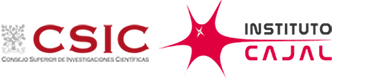 CSIC
CONSEJO SUPERIOR DE INVESTIGACIONES CIENTÍFICAS
INSTITUTO
CAJAL